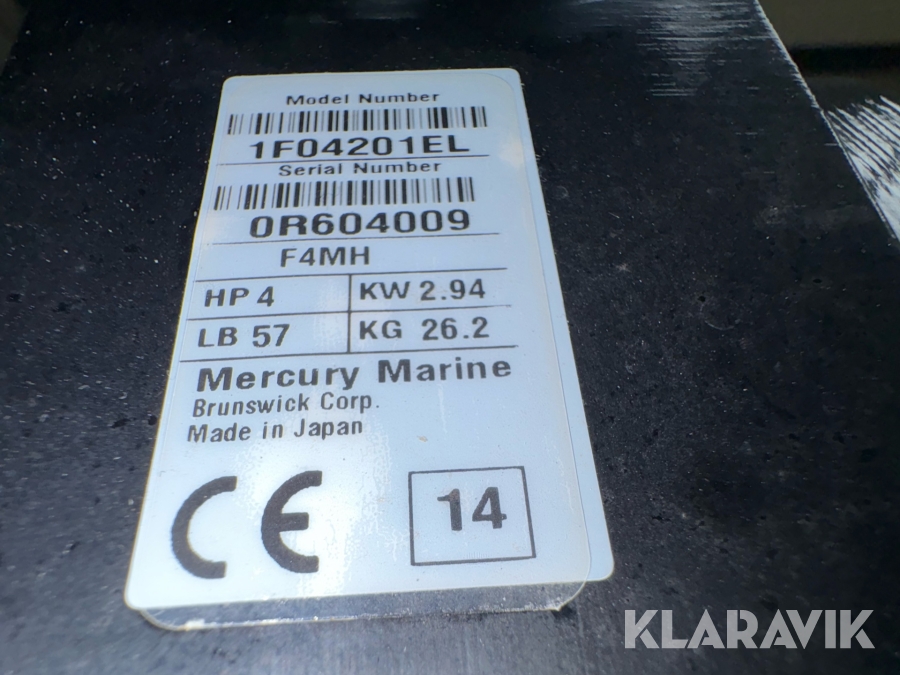 Model Number
1F04201EL
Serial Number
0R604009
F4MH
HP 4 KW 2.94
LB 57 KG 26.2
Mercury Marine
Brunswick Corp.
Made in Japan
CE 14
KLARAVIK